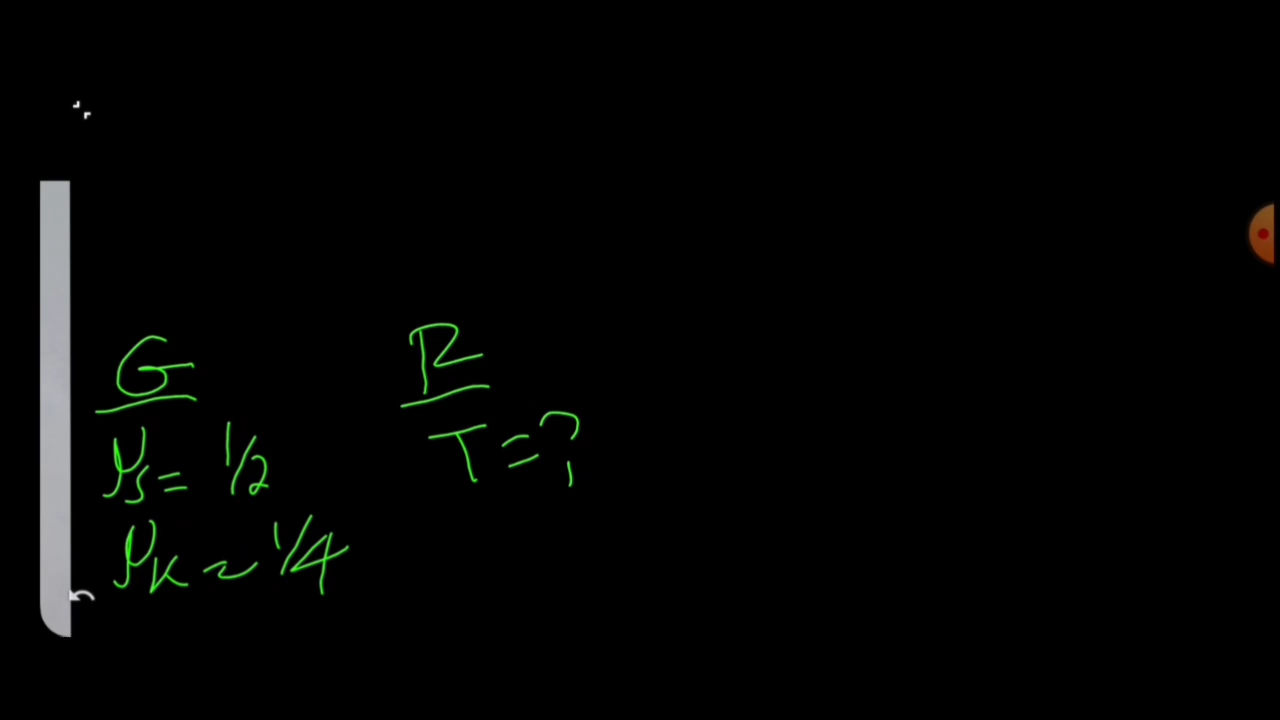 G R
μs = 1/2 T = ?
μk = 1/4